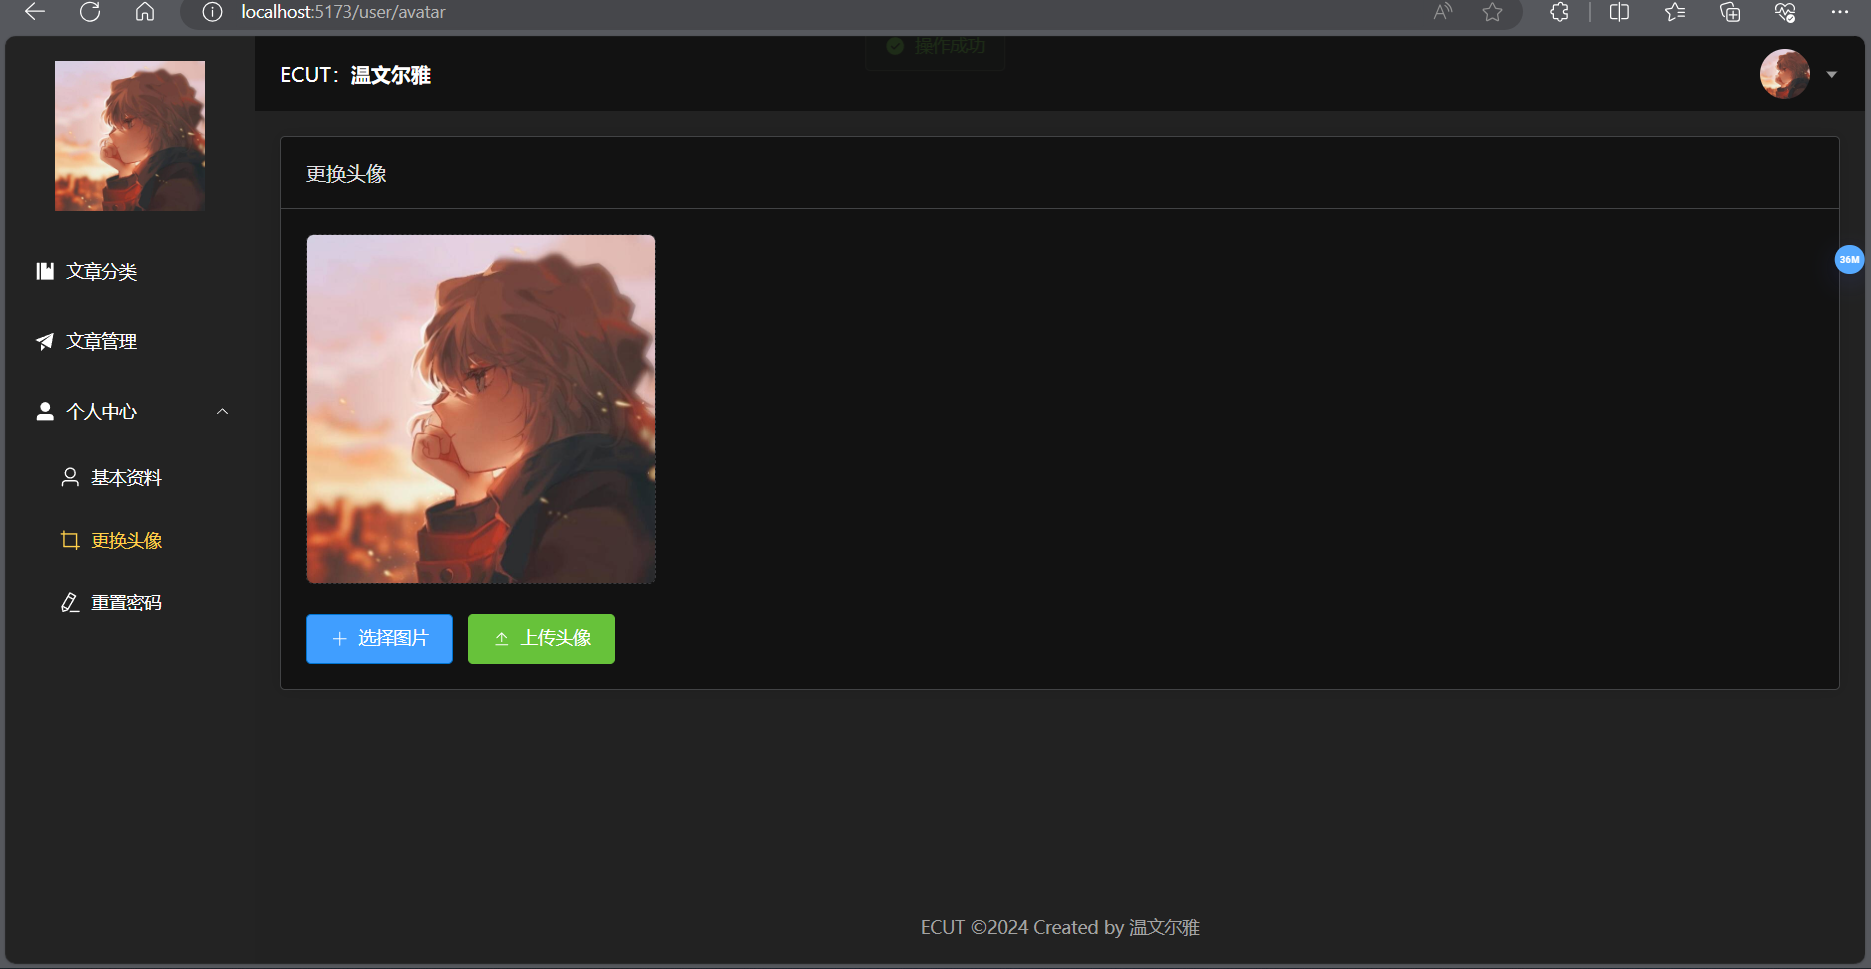 localhost:5173/user/avatar
操作成功
ECUT：温文尔雅
更换头像
36M
文章分类
文章管理
个人中心
基本资料
更换头像
重置密码
选择图片
上传头像
ECUT ©2024 Created by 温文尔雅